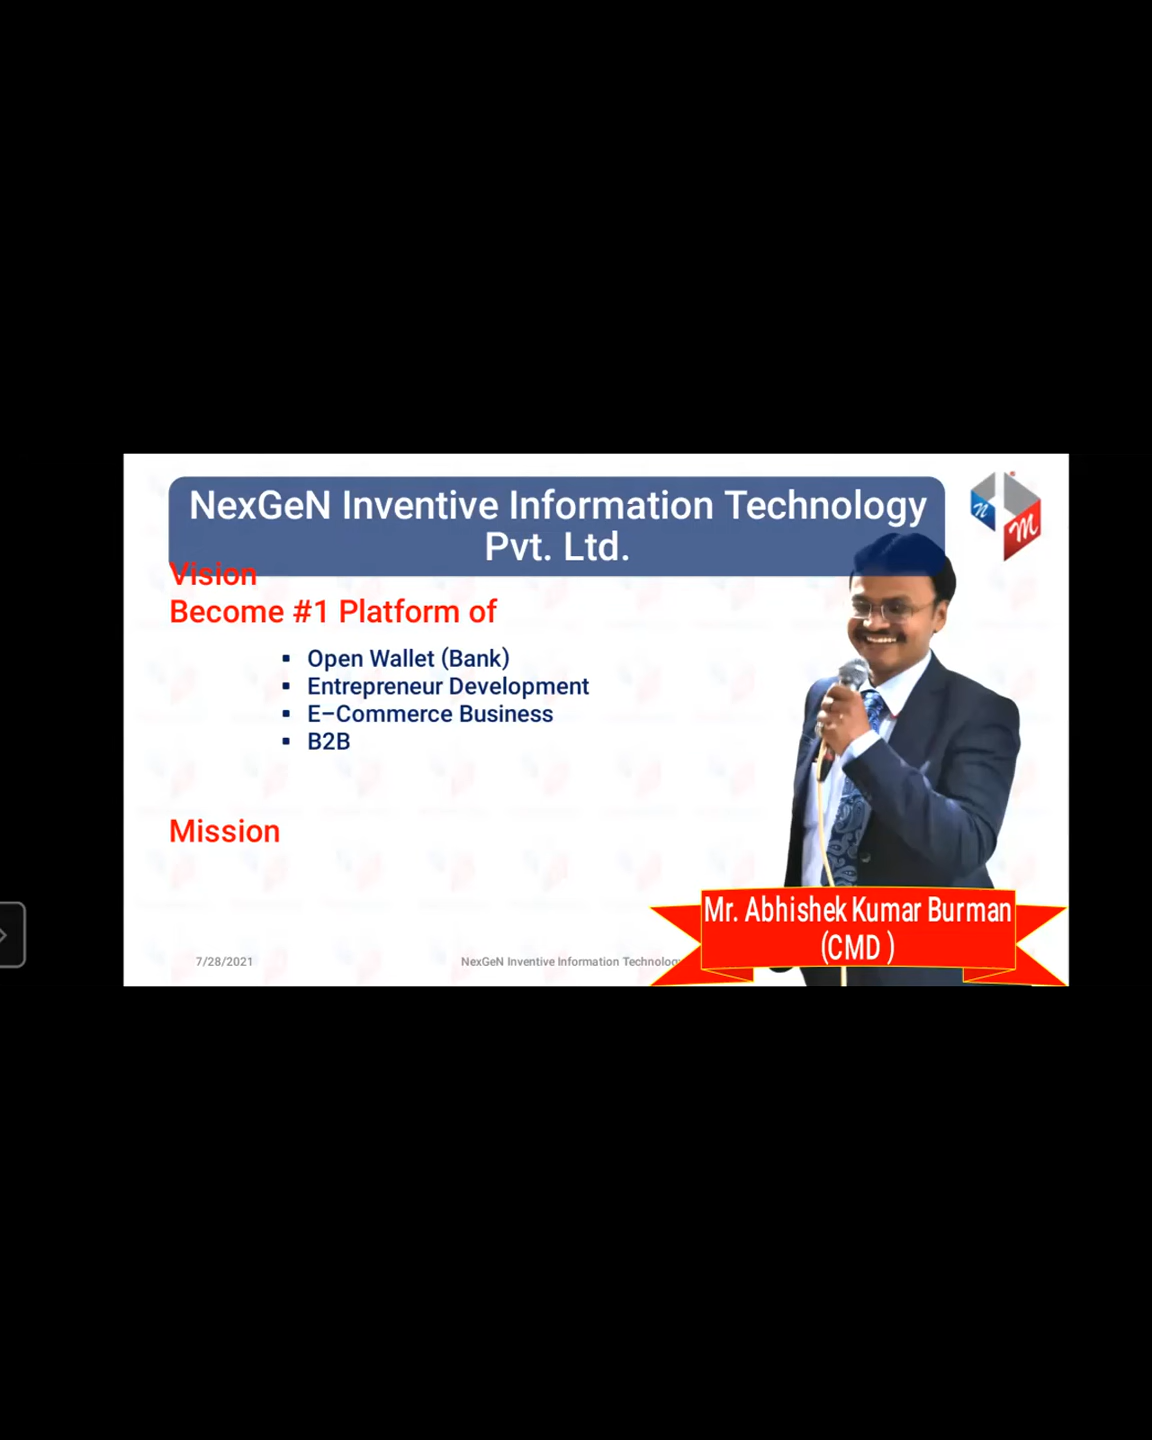 NexGeN Inventive Information Technology
Pvt. Ltd.
n
m
Vision
Become #1 Platform of
▪ Open Wallet (Bank)
▪ Entrepreneur Development
▪ E–Commerce Business
▪ B2B
Mission
Mr. Abhishek Kumar Burman
(CMD )
7/28/2021
NexGeN Inventive Information